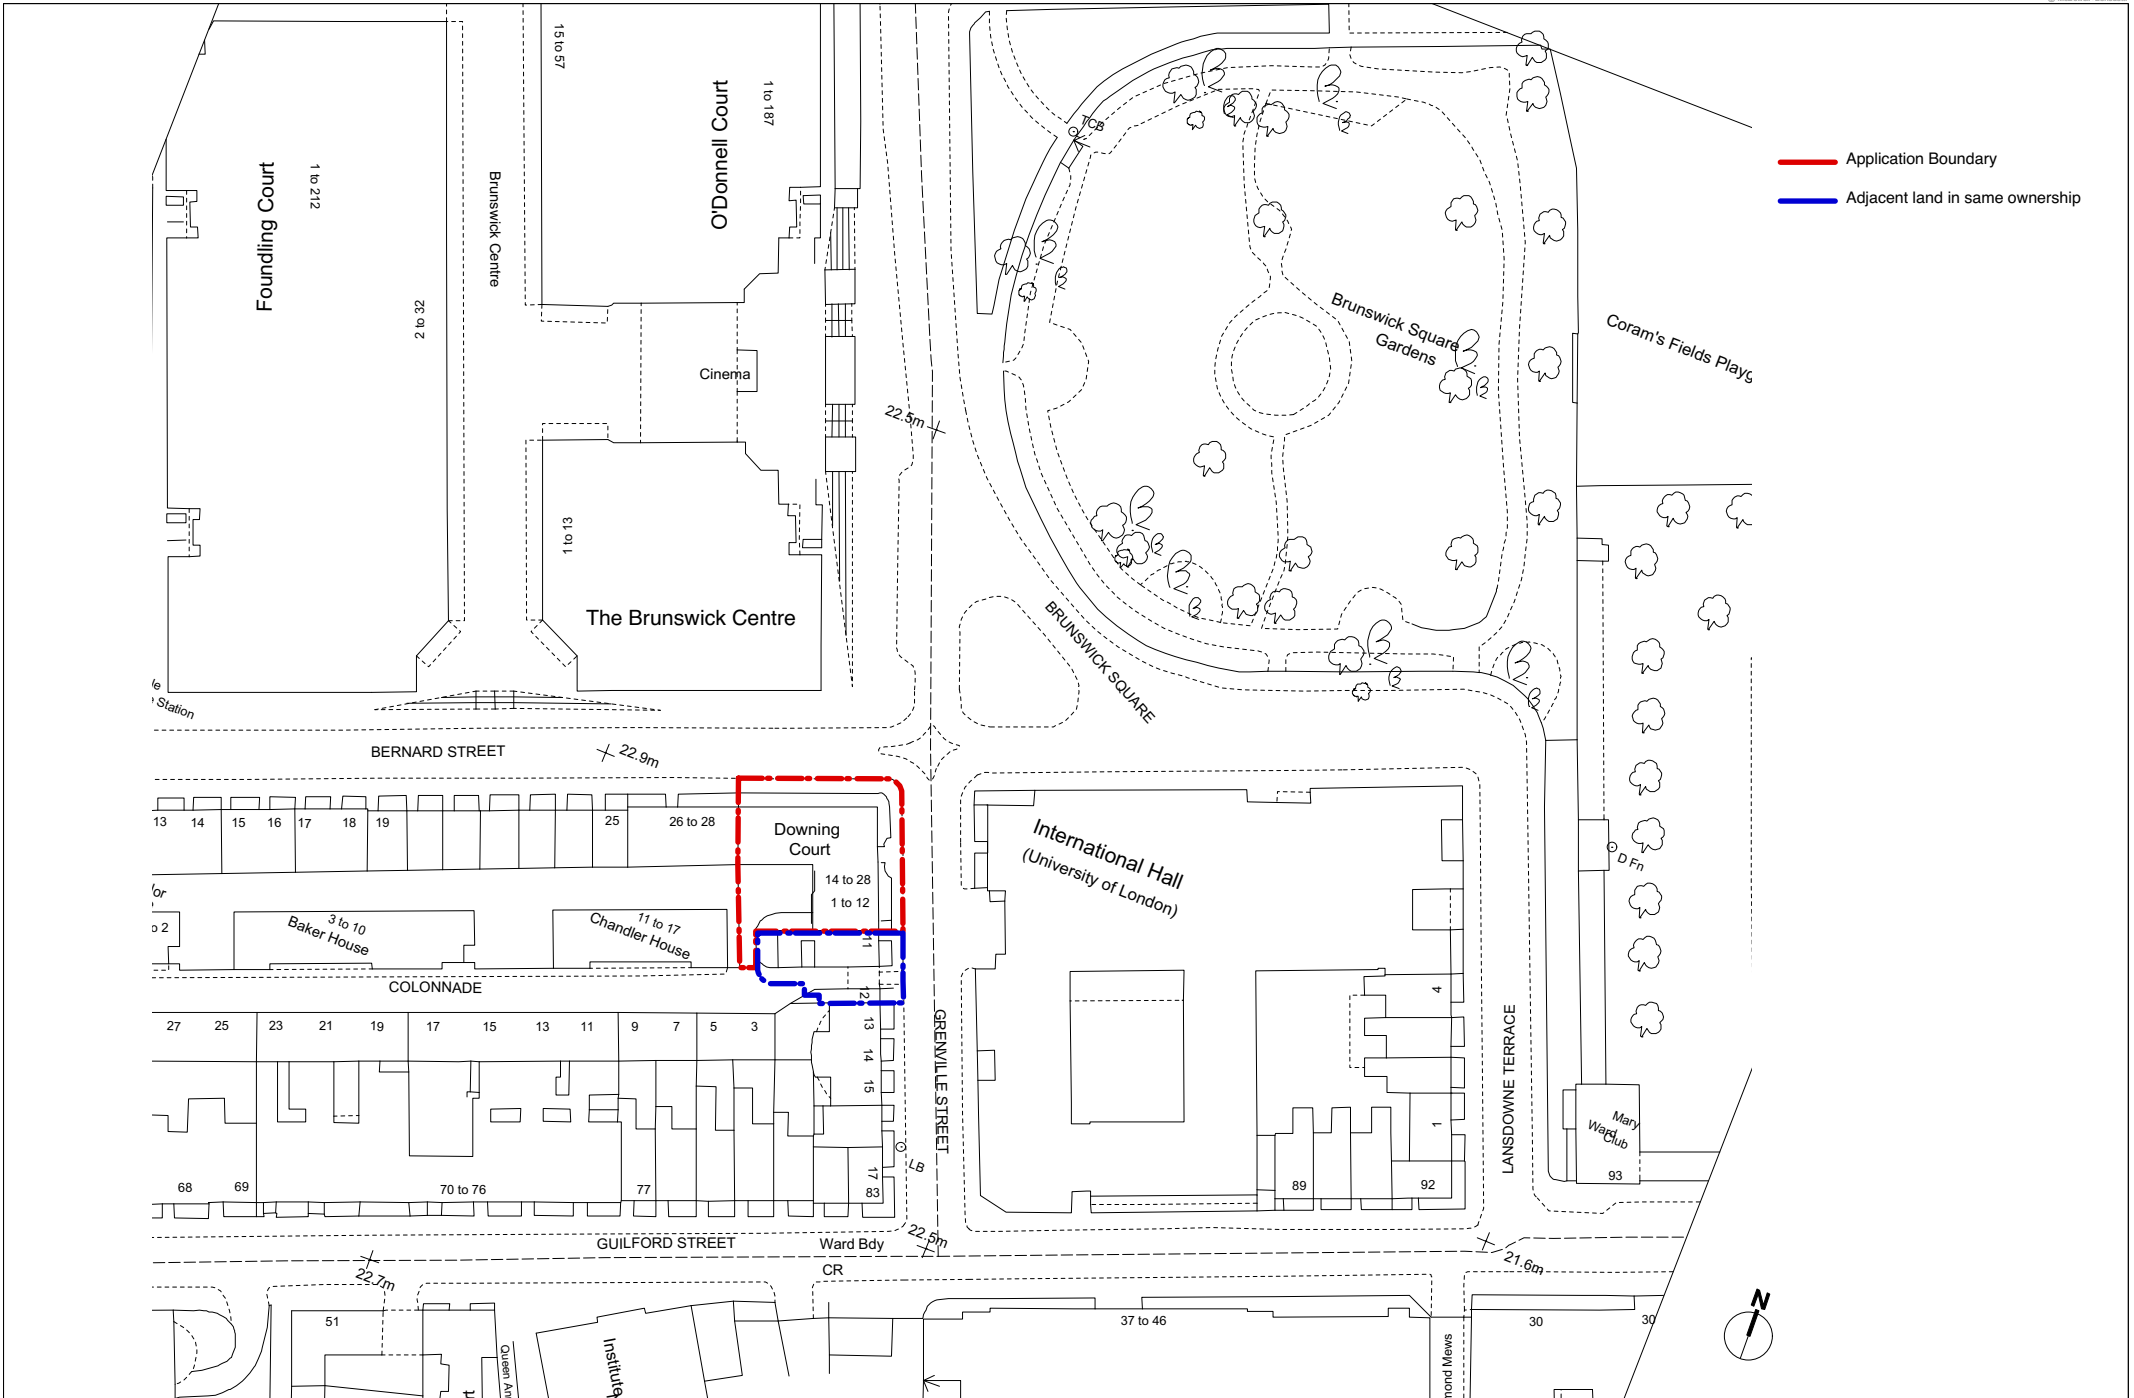 15 to 57
1 to 187
O'Donnell Court
Founding Court
1 to 212
Brunswick Centre
2 to 32
TCB
Application Boundary
Adjacent land in same ownership
Brunswick Square
Gardens
Coram's Fields Playg
Cinema
22.5m
1 to 13
The Brunswick Centre
BRUNSWICK SQUARE
Station
BERNARD STREET
22.9m
13
14
15
16
17
18
19
25
26 to 28
Downing
Court
14 to 28
1 to 12
11
12
International Hall
(University of London)
D Fn
3 to 10
Baker House
11 to 17
Chandler House
o 2
COLONNADE
27
25
23
21
19
17
15
13
11
9
7
5
3
13
14
15
GRENVILLE STREET
4
1
LANSDOWNE TERRACE
Mary
Ward
Club
93
LB
17
83
68
69
70 to 76
77
89
92
GUILFORD STREET
Ward Bdy
22.5m
CR
22.7m
21.6m
51
Queen An
Institute
37 to 46
mond Mews
30
30
N